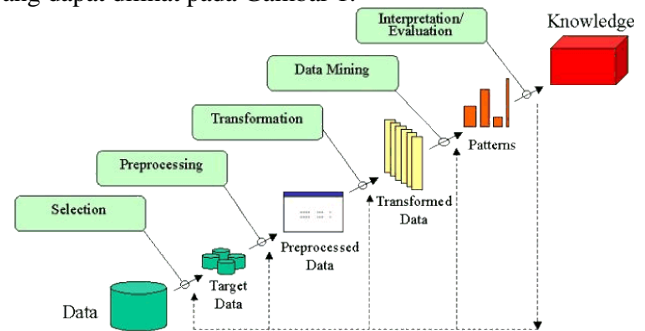 dapat dilihat pada Gambar 1.
Interpretation/
Evaluation
Knowledge
Data Mining
Transformation
Patterns
Preprocessing
Transformed
Data
Selection
Preprocessed
Data
Target
Data
Data